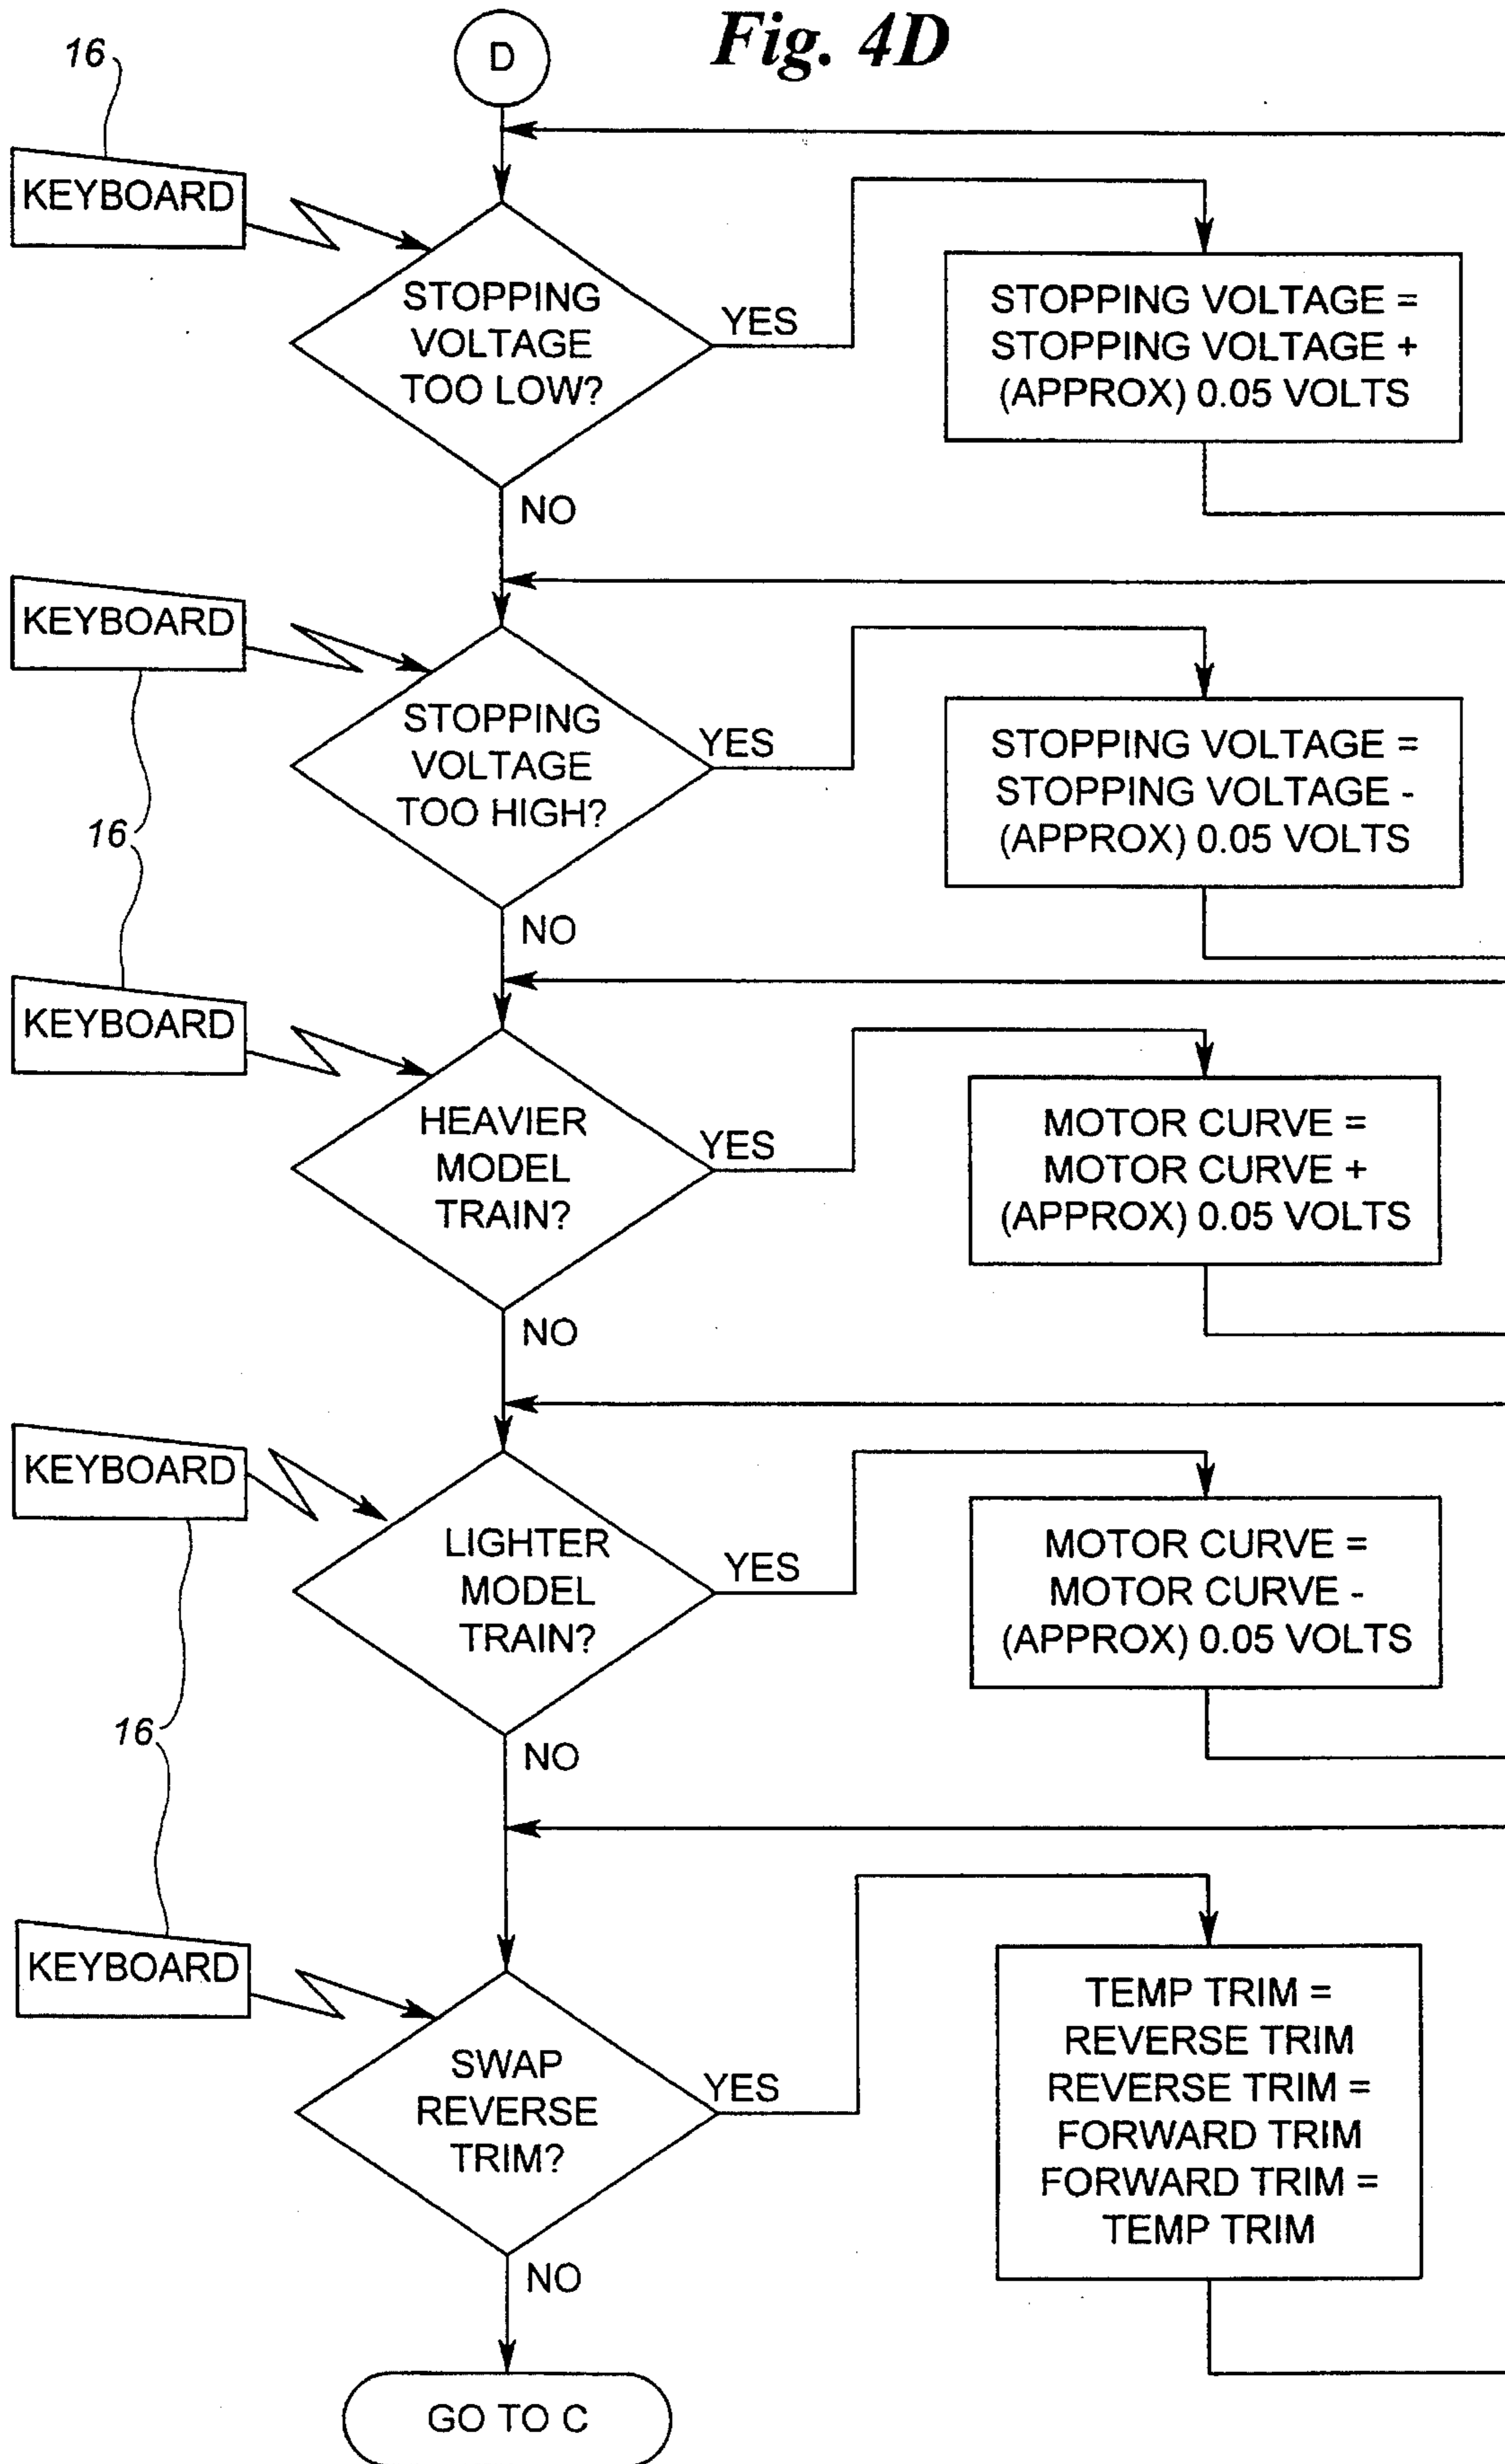 Fig. 4D
D
16
KEYBOARD
STOPPING
VOLTAGE
TOO LOW?
YES
STOPPING VOLTAGE =
STOPPING VOLTAGE +
(APPROX) 0.05 VOLTS
NO
KEYBOARD
STOPPING
VOLTAGE
TOO HIGH?
YES
STOPPING VOLTAGE =
STOPPING VOLTAGE -
(APPROX) 0.05 VOLTS
16
NO
KEYBOARD
HEAVIER
MODEL
TRAIN?
YES
MOTOR CURVE =
MOTOR CURVE +
(APPROX) 0.05 VOLTS
NO
KEYBOARD
LIGHTER
MODEL
TRAIN?
YES
MOTOR CURVE =
MOTOR CURVE -
(APPROX) 0.05 VOLTS
16
NO
KEYBOARD
SWAP
REVERSE
TRIM?
YES
TEMP TRIM =
REVERSE TRIM
REVERSE TRIM =
FORWARD TRIM
FORWARD TRIM =
TEMP TRIM
NO
GO TO C